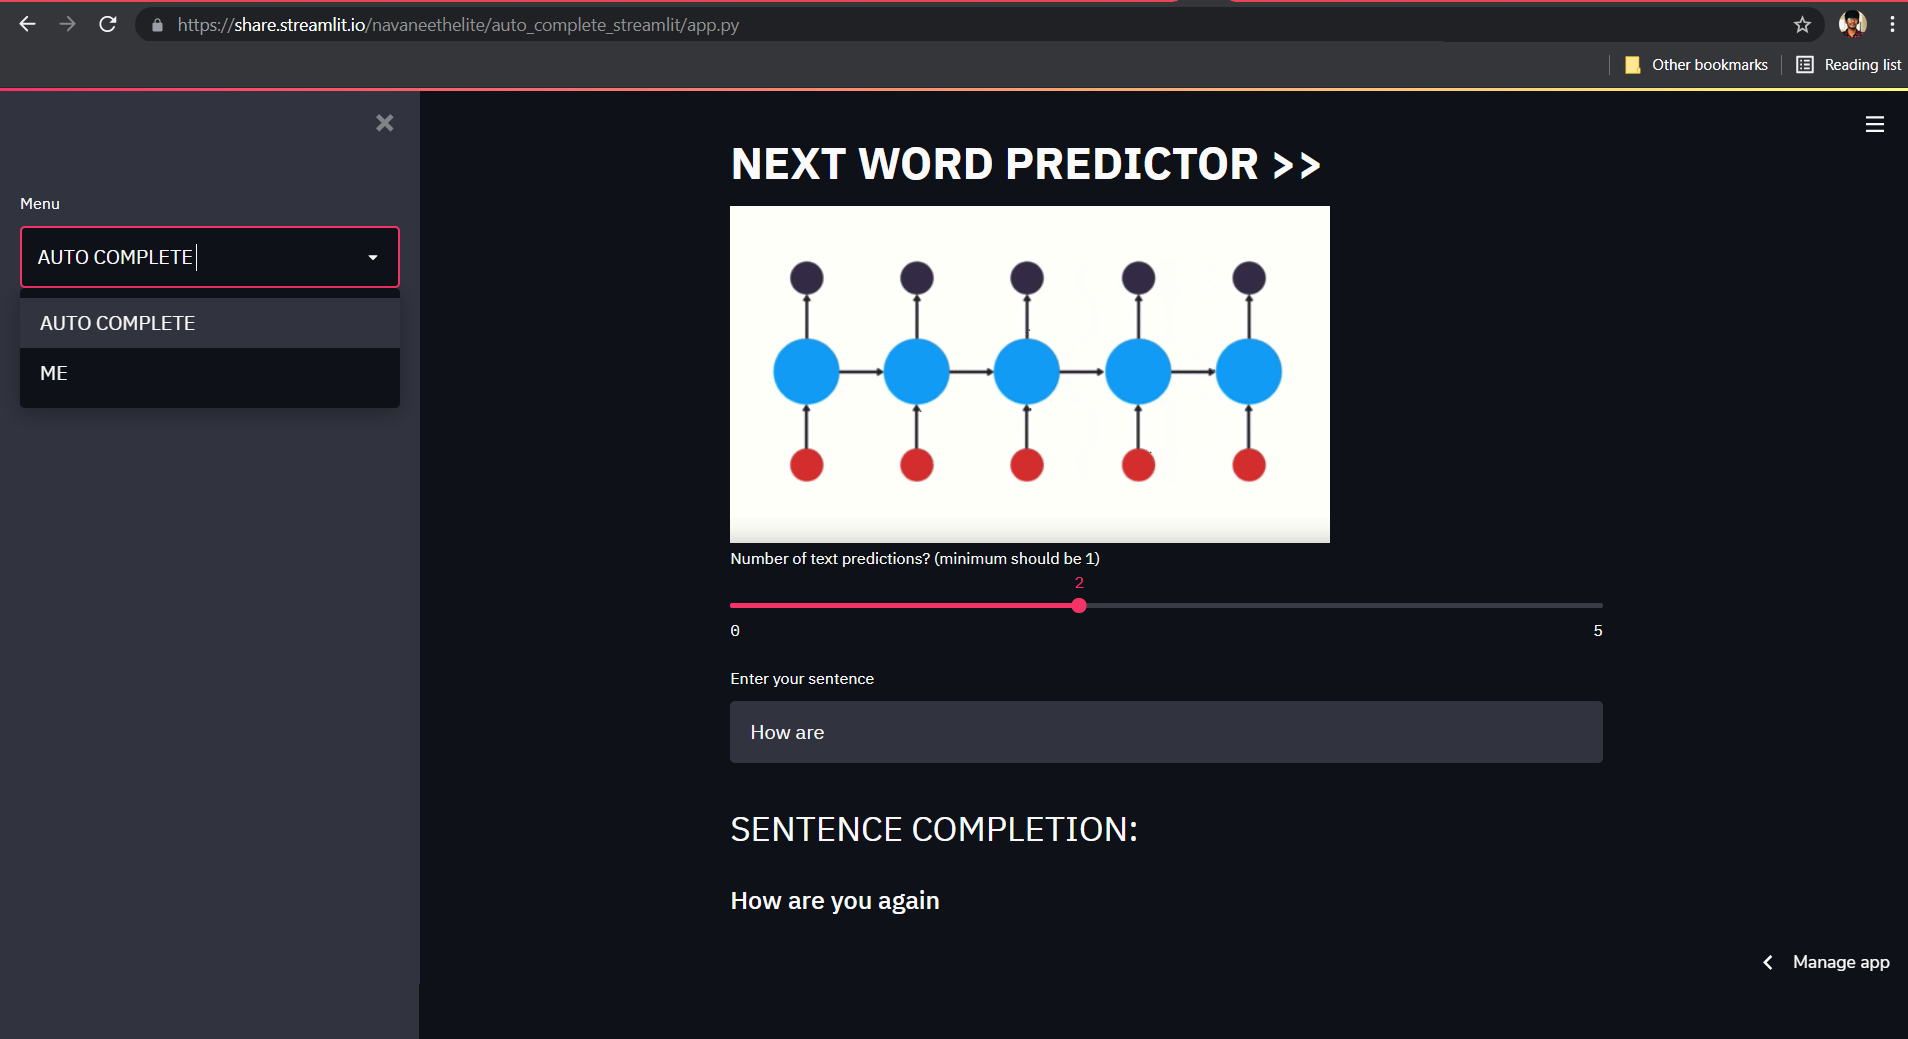 https://share.streamlit.io/navaneethelite/auto_complete_streamlit/app.py
Other bookmarks
Reading list
Menu
AUTO COMPLETE
AUTO COMPLETE
ME
NEXT WORD PREDICTOR >>
Number of text predictions? (minimum should be 1)
2
0
5
Enter your sentence
How are
SENTENCE COMPLETION:
How are you again
Manage app